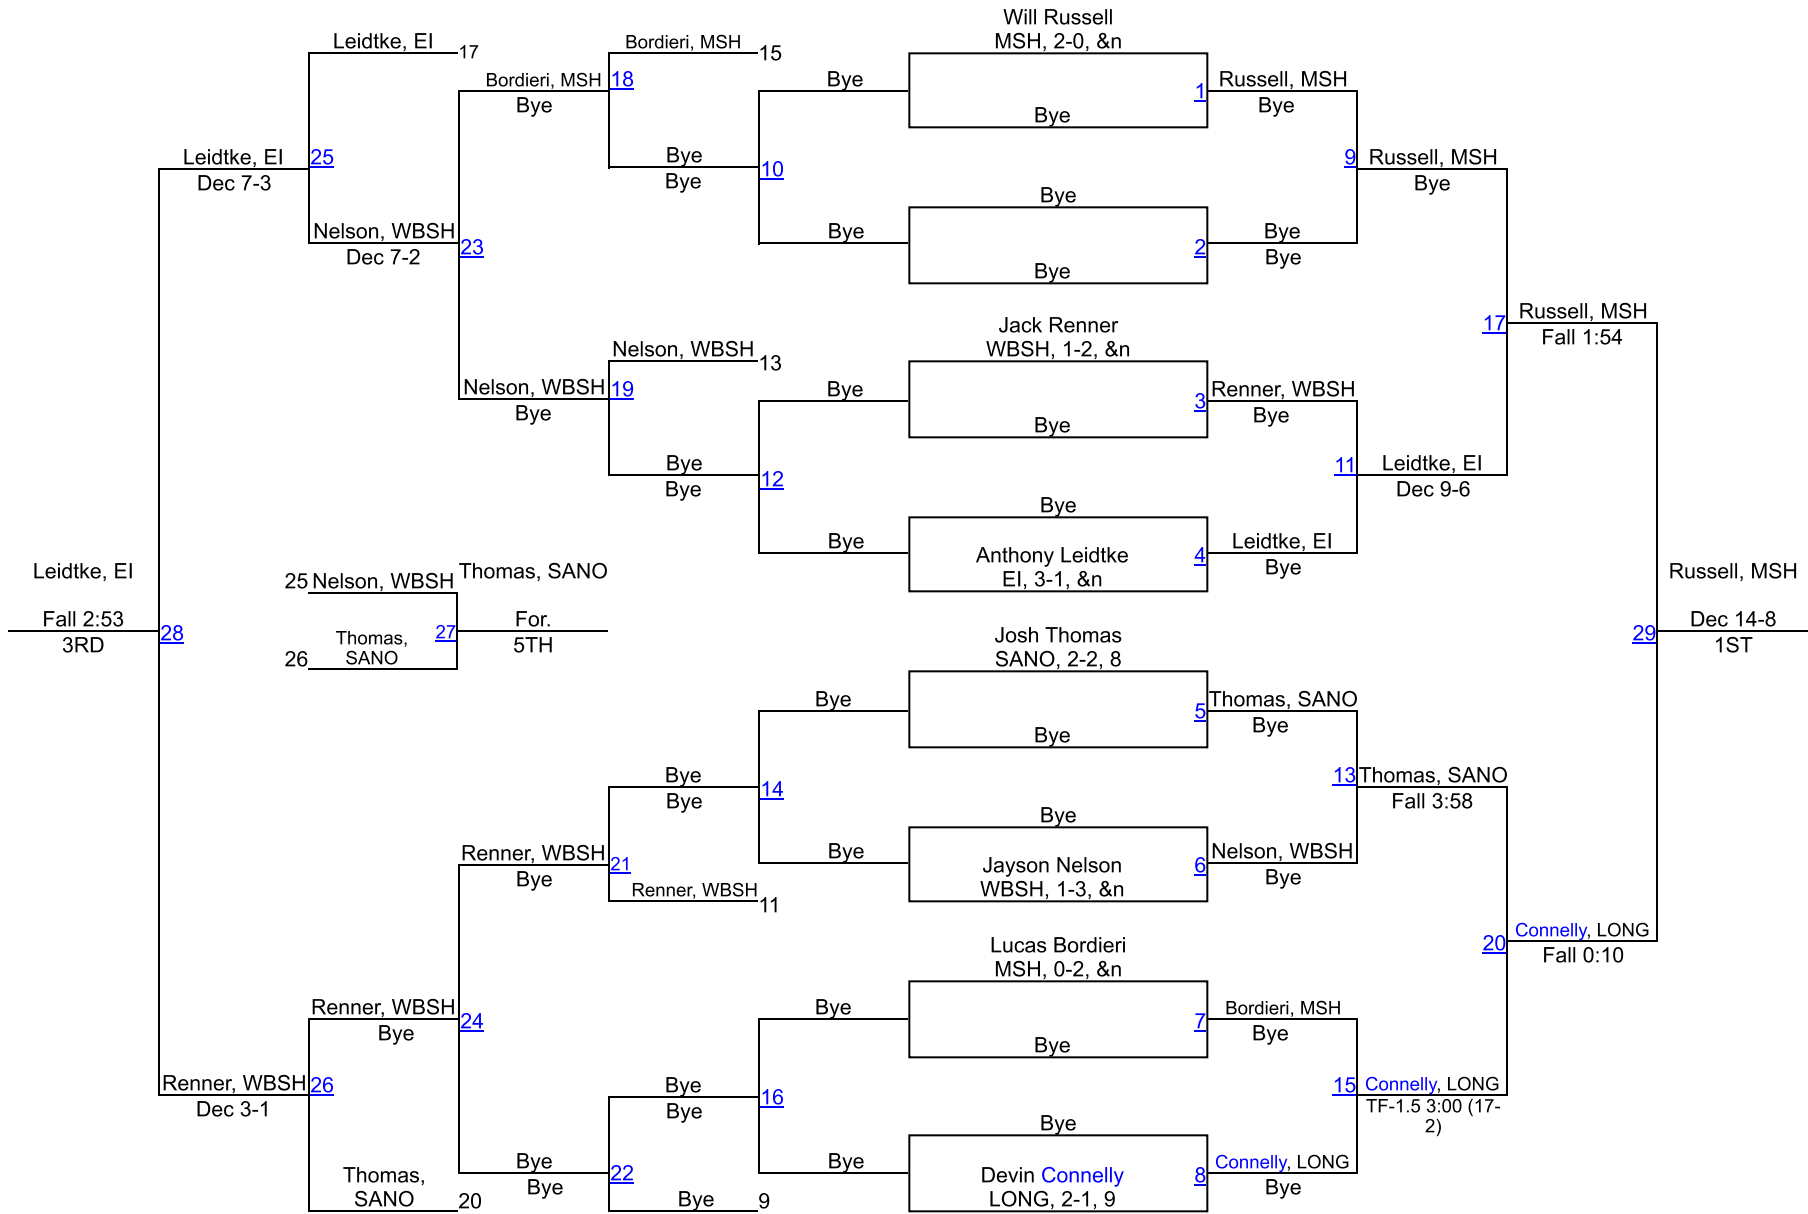 Will Russell
MSH, 2-0, &n
Leidtke, EI
17
Bordieri, MSH
15
Bordieri, MSH
18
Bye
Bye
1
Russell, MSH
Bye
Bye
Bye
Leidtke, EI
25
Dec 7-3
Bye
Bye
10
9
Russell, MSH
Bye
Bye
Nelson, WBSH
Dec 7-2
23
Bye
2
Bye
Bye
Bye
Jack Renner
WBSH, 1-2, &n
17
Russell, MSH
Fall 1:54
Nelson, WBSH
13
Nelson, WBSH
19
Bye
Bye
3
Renner, WBSH
Bye
Bye
Bye
Bye
12
11
Leidtke, EI
Dec 9-6
Bye
Bye
Anthony Leidtke
EI, 3-1, &n
4
Leidtke, EI
Bye
Leidtke, EI
Fall 2:53
3RD
28
25
Nelson, WBSH
26
Thomas,
SANO
27
Thomas, SANO
For.
5TH
Russell, MSH
29
Dec 14-8
1ST
Josh Thomas
SANO, 2-2, 8
Bye
5
Thomas, SANO
Bye
Bye
Bye
Bye
14
13
Thomas, SANO
Fall 3:58
Bye
Renner, WBSH
21
Bye
Bye
Jayson Nelson
WBSH, 1-3, &n
6
Nelson, WBSH
Bye
Renner, WBSH
11
20
Connelly, LONG
Fall 0:10
Lucas Bordieri
MSH, 0-2, &n
Renner, WBSH
Bye
24
Bye
7
Bordieri, MSH
Bye
Bye
Renner, WBSH
26
Dec 3-1
Bye
Bye
16
15
Connelly, LONG
TF-1.5 3:00 (17-
2)
Bye
Thomas,
SANO
20
Bye
Bye
22
Bye
9
Bye
Devin Connelly
LONG, 2-1, 9
8
Connelly, LONG
Bye